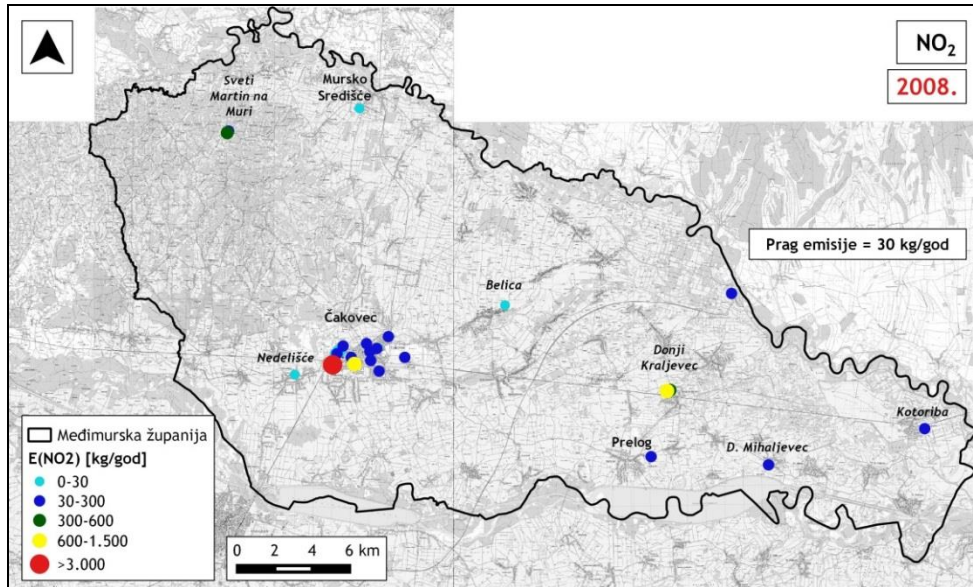 NO₂
2008.
Sveti
Martin na
Muri
Mursko
Središće
Prag emisije = 30 kg/god
Belica
Čakovec
Nedelišće
Donji
Kraljevec
Kotoriba
Prelog
D. Mihaljevec
Međimurska županija
E(NO2) [kg/god]
0-30
30-300
300-600
600-1.500
>3.000
0 2 4 6 km